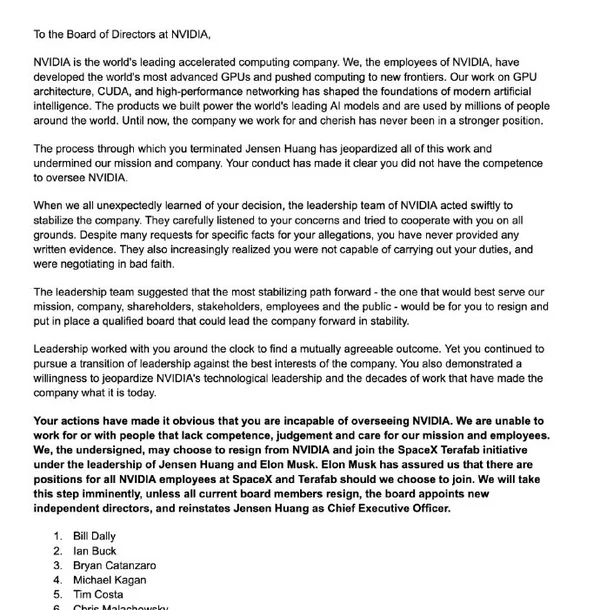 To the Board of Directors at NVIDIA,
NVIDIA is the world's leading accelerated computing company. We, the employees of NVIDIA, have
developed the world's most advanced GPUs and pushed computing to new frontiers. Our work on GPU
architecture, CUDA, and high-performance networking has shaped the foundations of modern artificial
intelligence. The products we built power the world's leading AI models and are used by millions of people
around the world. Until now, the company we work for and cherish has never been in a stronger position.
The process through which you terminated Jensen Huang has jeopardized all of this work and
undermined our mission and company. Your conduct has made it clear you did not have the competence
to oversee NVIDIA.
When we all unexpectedly learned of your decision, the leadership team of NVIDIA acted swiftly to
stabilize the company. They carefully listened to your concerns and tried to cooperate with you on all
grounds. Despite many requests for specific facts for your allegations, you have never provided any
written evidence. They also increasingly realized you were not capable of carrying out your duties, and
were negotiating in bad faith.
The leadership team suggested that the most stabilizing path forward - the one that would best serve our
mission, company, shareholders, stakeholders, employees and the public - would be for you to resign and
put in place a qualified board that could lead the company forward in stability.
Leadership worked with you around the clock to find a mutually agreeable outcome. Yet you continued to
pursue a transition of leadership against the best interests of the company. You also demonstrated a
willingness to jeopardize NVIDIA's technological leadership and the decades of work that have made the
company what it is today.
Your actions have made it obvious that you are incapable of overseeing NVIDIA. We are unable to
work for or with people that lack competence, judgement and care for our mission and employees.
We, the undersigned, may choose to resign from NVIDIA and join the SpaceX Terafab initiative
under the leadership of Jensen Huang and Elon Musk. Elon Musk has assured us that there are
positions for all NVIDIA employees at SpaceX and Terafab should we choose to join. We will take
this step imminently, unless all current board members resign, the board appoints new
independent directors, and reinstates Jensen Huang as Chief Executive Officer.
1. Bill Dally
2. Ian Buck
3. Bryan Catanzaro
4. Michael Kagan
5. Tim Costa
6. Chris Malachowsky